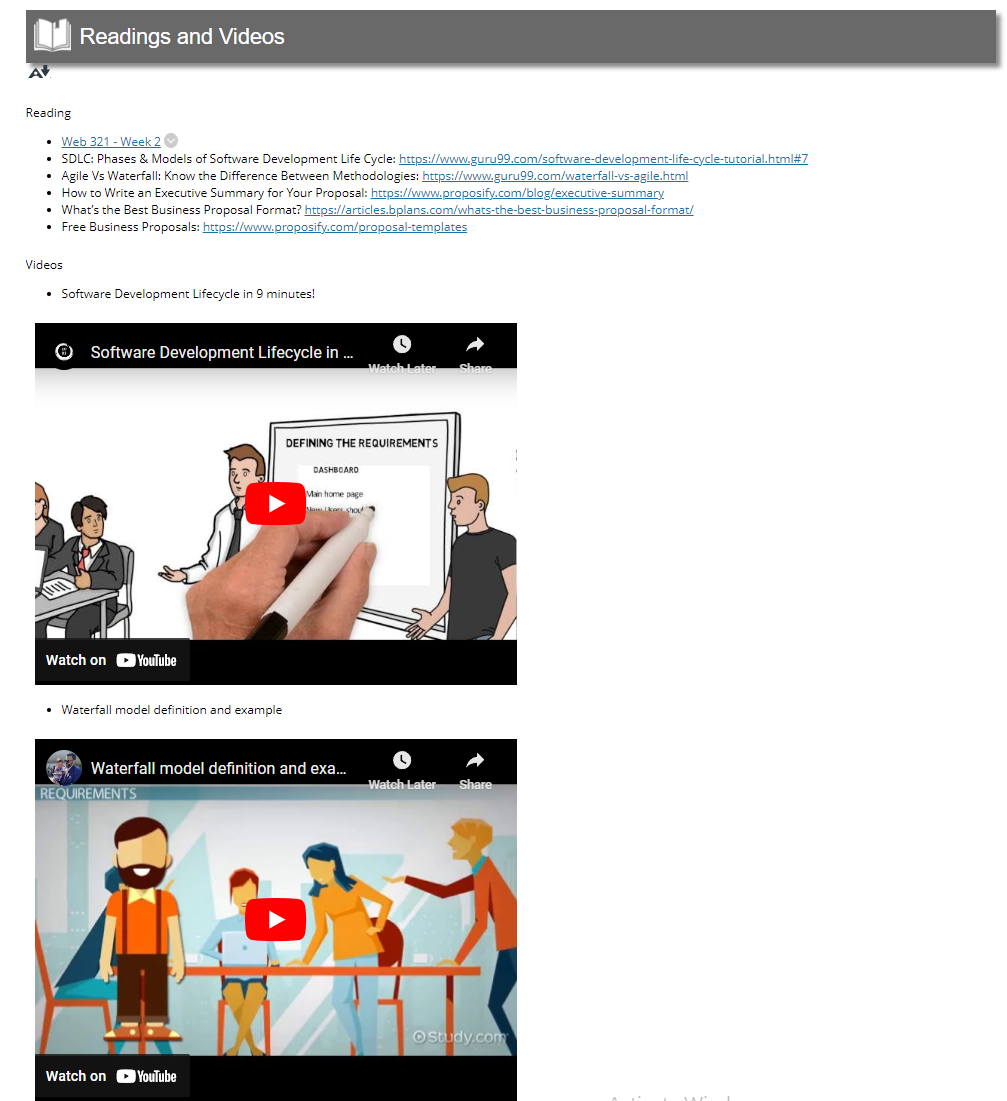 Readings and Videos
A
Reading
Web 321 - Week 2
SDLC: Phases & Models of Software Development Life Cycle: https://www.guru99.com/software-development-life-cycle-tutorial.html#7
Agile Vs Waterfall: Know the Difference Between Methodologies: https://www.guru99.com/waterfall-vs-agile.html
How to Write an Executive Summary for Your Proposal: https://www.proposify.com/blog/executive-summary
What's the Best Business Proposal Format? https://articles.bplans.com/whats-the-best-business-proposal-format/
Free Business Proposals: https://www.proposify.com/proposal-templates
Videos
Software Development Lifecycle in 9 minutes!
Software Development Lifecycle in ...
Watch Later
Share
DEFINING THE REQUIREMENTS
DASHBOARD
Main home page
New Users shoul
Watch on YouTube
Waterfall model definition and example
Waterfall model definition and exa...
Watch Later
Share
REQUIREMENTS
Study.com
Watch on YouTube